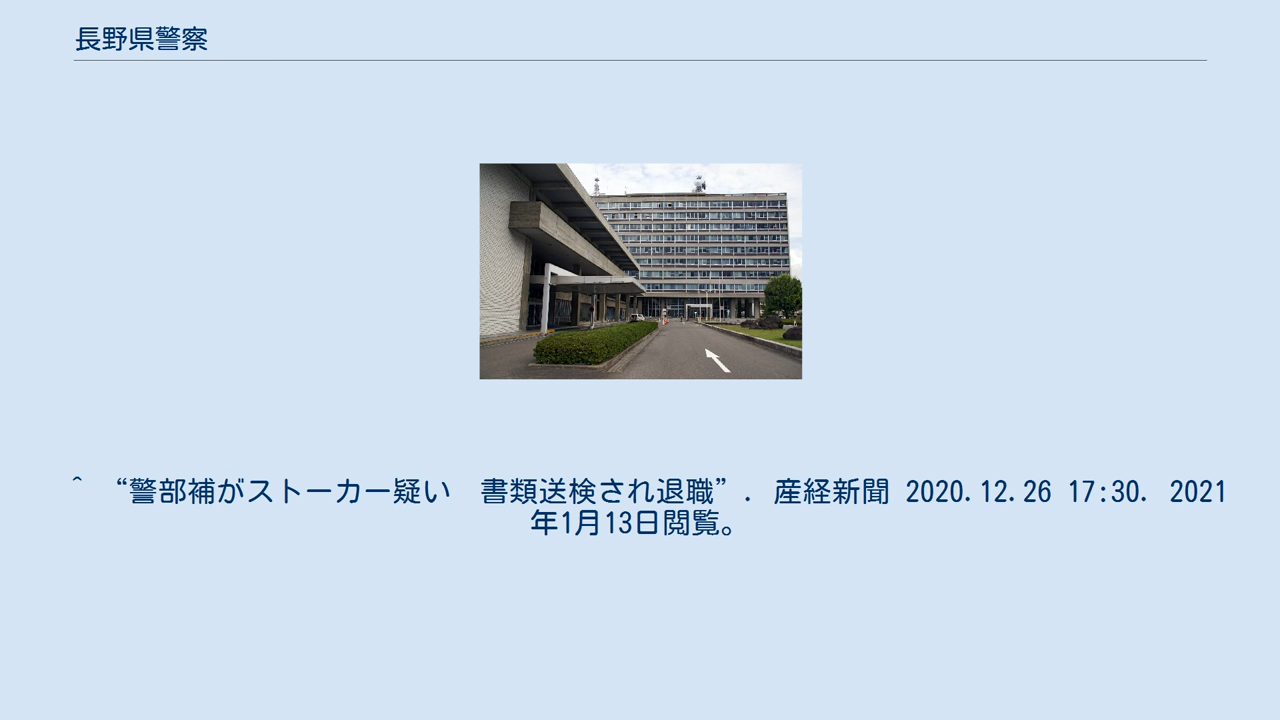 長野県警察
^ “警部補がストーカー疑い　書類送検され退職”. 産経新聞 2020.12.26 17:30. 2021
年1月13日閲覧。